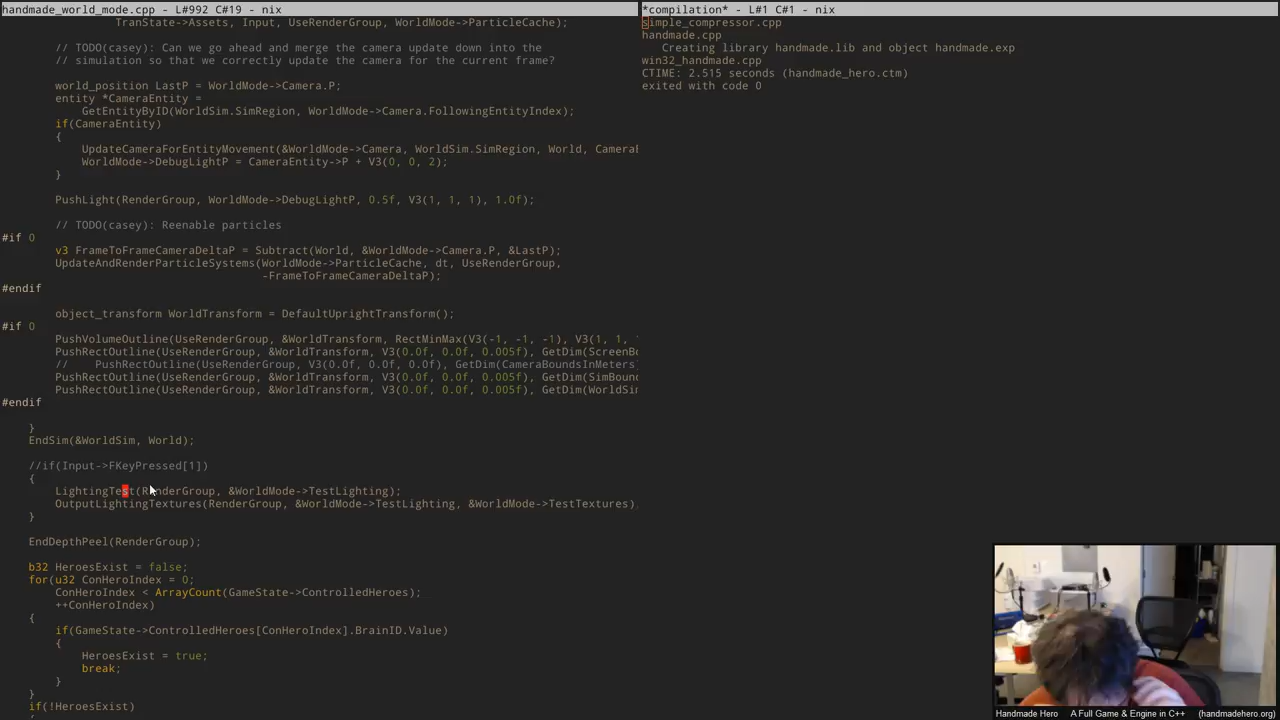 handmade_world_mode.cpp - L#992 C#19 - nix
TranState->Assets, Input, UseRenderGroup, WorldMode->ParticleCache);
// TODO(casey): Can we go ahead and merge the camera update down into the
// simulation so that we correctly update the camera for the current frame?
world_position LastP = WorldMode->Camera.P;
entity *CameraEntity =
GetEntityByID(WorldSim.SimRegion, WorldMode->Camera.FollowingEntityIndex);
if(CameraEntity)
{
UpdateCameraForEntityMovement(&WorldMode->Camera, WorldSim.SimRegion, World, CameraE
WorldMode->DebugLightP = CameraEntity->P + V3(0, 0, 2);
}
PushLight(RenderGroup, WorldMode->DebugLightP, 0.5f, V3(1, 1, 1), 1.0f);
// TODO(casey): Reenable particles
#if 0
v3 FrameToFrameCameraDeltaP = Subtract(World, &WorldMode->Camera.P, &LastP);
UpdateAndRenderParticleSystems(WorldMode->ParticleCache, dt, UseRenderGroup,
-FrameToFrameCameraDeltaP);
#endif
object_transform WorldTransform = DefaultUprightTransform();
#if 0
PushVolumeOutline(UseRenderGroup, &WorldTransform, RectMinMax(V3(-1, -1, -1), V3(1, 1,
PushRectOutline(UseRenderGroup, &WorldTransform, V3(0.0f, 0.0f, 0.005f), GetDim(ScreenBo
//    PushRectOutline(UseRenderGroup, V3(0.0f, 0.0f, 0.0f), GetDim(CameraBoundsInMeters)
PushRectOutline(UseRenderGroup, &WorldTransform, V3(0.0f, 0.0f, 0.005f), GetDim(SimBound
PushRectOutline(UseRenderGroup, &WorldTransform, V3(0.0f, 0.0f, 0.005f), GetDim(WorldSim
#endif
}
EndSim(&WorldSim, World);
//if(Input->FKeyPressed[1])
{
LightingTest(RenderGroup, &WorldMode->TestLighting);
OutputLightingTextures(RenderGroup, &WorldMode->TestLighting, &WorldMode->TestTextures);
}
EndDepthPeel(RenderGroup);
b32 HeroesExist = false;
for(u32 ConHeroIndex = 0;
ConHeroIndex < ArrayCount(GameState->ControlledHeroes);
++ConHeroIndex)
{
if(GameState->ControlledHeroes[ConHeroIndex].BrainID.Value)
{
HeroesExist = true;
break;
}
}
if(!HeroesExist)
*compilation* - L#1 C#1 - nix
simple_compressor.cpp
handmade.cpp
Creating library handmade.lib and object handmade.exp
win32_handmade.cpp
CTIME: 2.515 seconds (handmade_hero.ctm)
exited with code 0
Handmade Hero A Full Game & Engine in C++ (handmadehero.org)